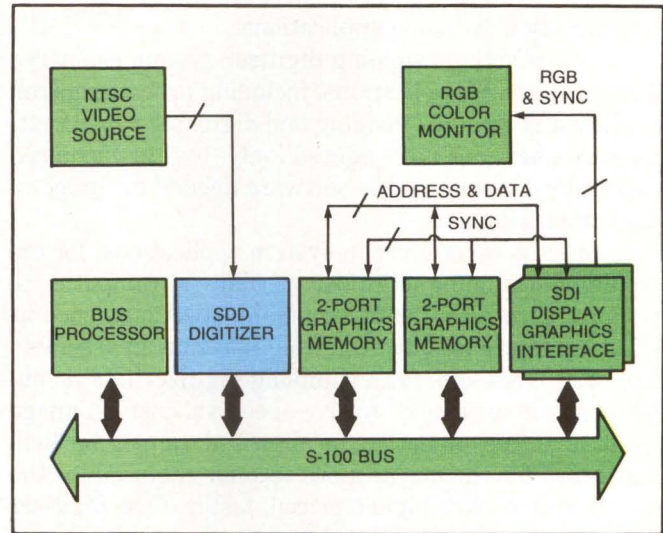 NTSC
VIDEO
SOURCE
RGB
COLOR
MONITOR
RGB
& SYNC
ADDRESS & DATA
SYNC
BUS
PROCESSOR
SDD
DIGITIZER
2-PORT
GRAPHICS
MEMORY
2-PORT
GRAPHICS
MEMORY
SDI
DISPLAY
GRAPHICS
INTERFACE
S-100 BUS